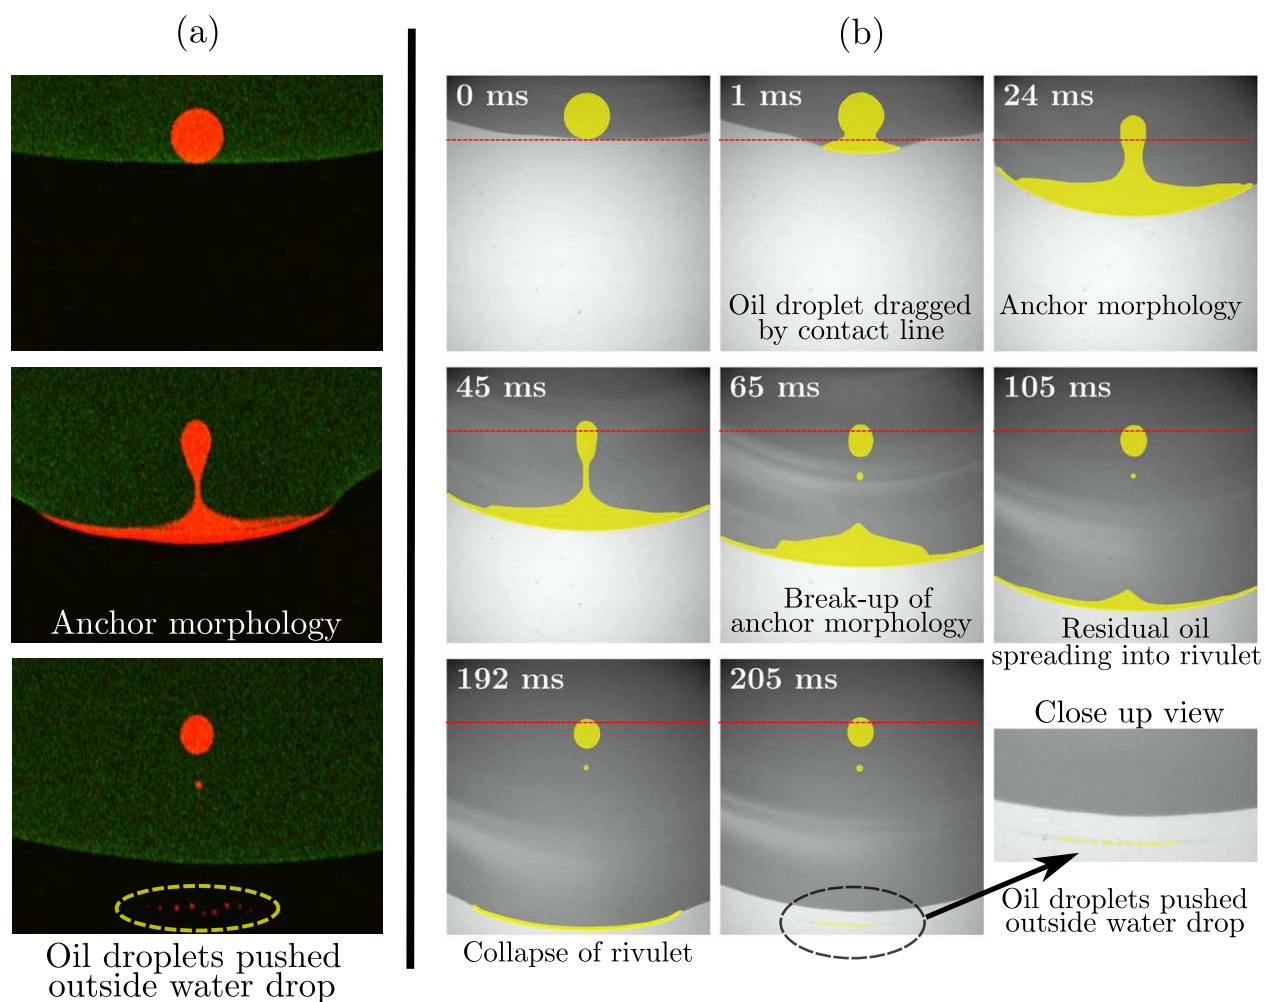 (a)
Anchor morphology
Oil droplets pushed
outside water drop
(b)
0 ms
1 ms
Oil droplet dragged
by contact line
24 ms
Anchor morphology
45 ms
65 ms
Break-up of
anchor morphology
105 ms
Residual oil
spreading into rivulet
192 ms
Collapse of rivulet
205 ms
Close up view
Oil droplets pushed
outside water drop